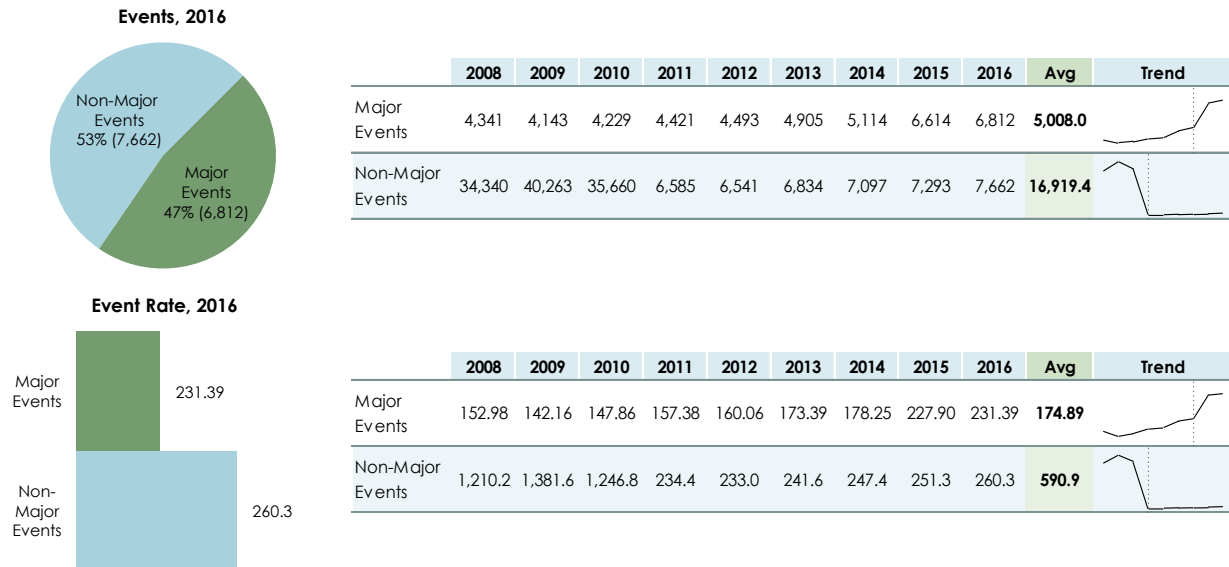 Events, 2016
Non-Major
Events
53% (7,662)
Major
Events
47% (6,812)
2008 2009 2010 2011 2012 2013 2014 2015 2016 Avg Trend
Major
Events
4,341 4,143 4,229 4,421 4,493 4,905 5,114 6,614 6,812 5,008.0
Non-Major
Events
34,340 40,263 35,660 6,585 6,541 6,834 7,097 7,293 7,662 16,919.4
Event Rate, 2016
Major
Events
231.39
Non-
Major
Events
260.3
2008 2009 2010 2011 2012 2013 2014 2015 2016 Avg Trend
Major
Events
152.98 142.16 147.86 157.38 160.06 173.39 178.25 227.90 231.39 174.89
Non-Major
Events
1,210.2 1,381.6 1,246.8 234.4 233.0 241.6 247.4 251.3 260.3 590.9